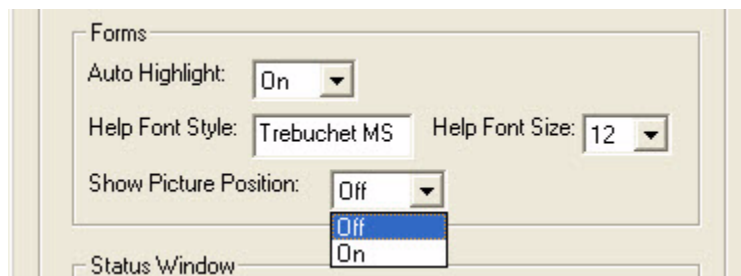 Forms
Auto Highlight: On
Help Font Style: Trebuchet MS Help Font Size: 12
Show Picture Position: Off
Off
On
Status Window